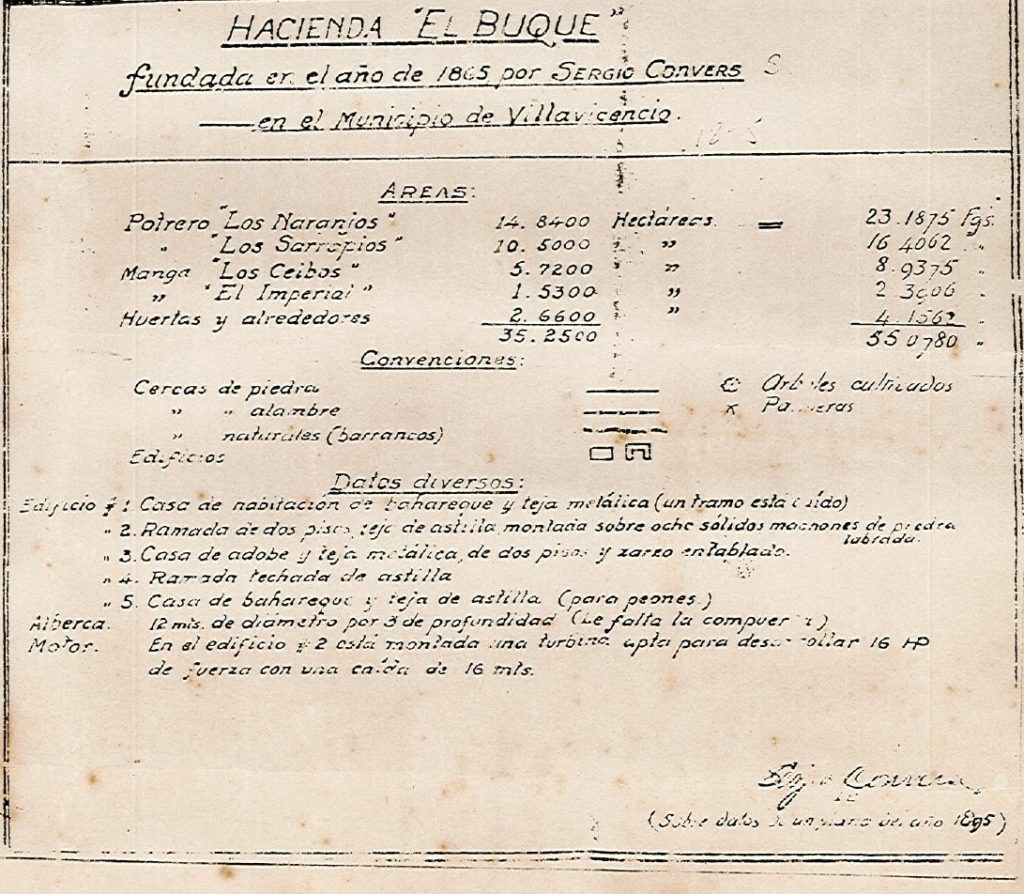 HACIENDA "EL BUQUE"
fundada en el año de 1865 por SERGIO CONVERS S
en el Municipio de Villavicencio.
AREAS:
Potrero "Los Naranjos" 14.8400 Hectáreas. = 23.1875 Fgs.
" "Los Sarrapios" 10.5000 " 16 4062 "
Manga "Los Ceibos" 5.7200 " 8.9375 "
" "El Imperial" 1.5300 " 2 3906 "
Huertas y alrededores 2.6600 " 4.1562 "
35.2500 55 0780 "
Convenciones:
Cercas de piedra Arboles cultivados
" " alambre x Palmeras
" naturales (barrancos)
Edificios
Datos diversos:
Edificio # 1. Casa de habitación de bahareque y teja metálica (un tramo está caído)
" 2. Ramada de dos pisos, teja de astilla montada sobre ocho sólidos machones de piedra labrada.
" 3. Casa de adobe y teja metálica, de dos pisos y zarzo entablado.
" 4. Ramada techada de astilla
" 5. Casa de bahareque y teja de astilla (para peones.)
Alberca. 12 mts. de diámetro por 3 de profundidad (Le falta la compuerta)
Motor. En el edificio # 2 está montada una turbina apta para desarrollar 16 HP
de fuerza con una caída de 16 mts.
Sergio Convers
(Sobre datos de un plano del año 1895)